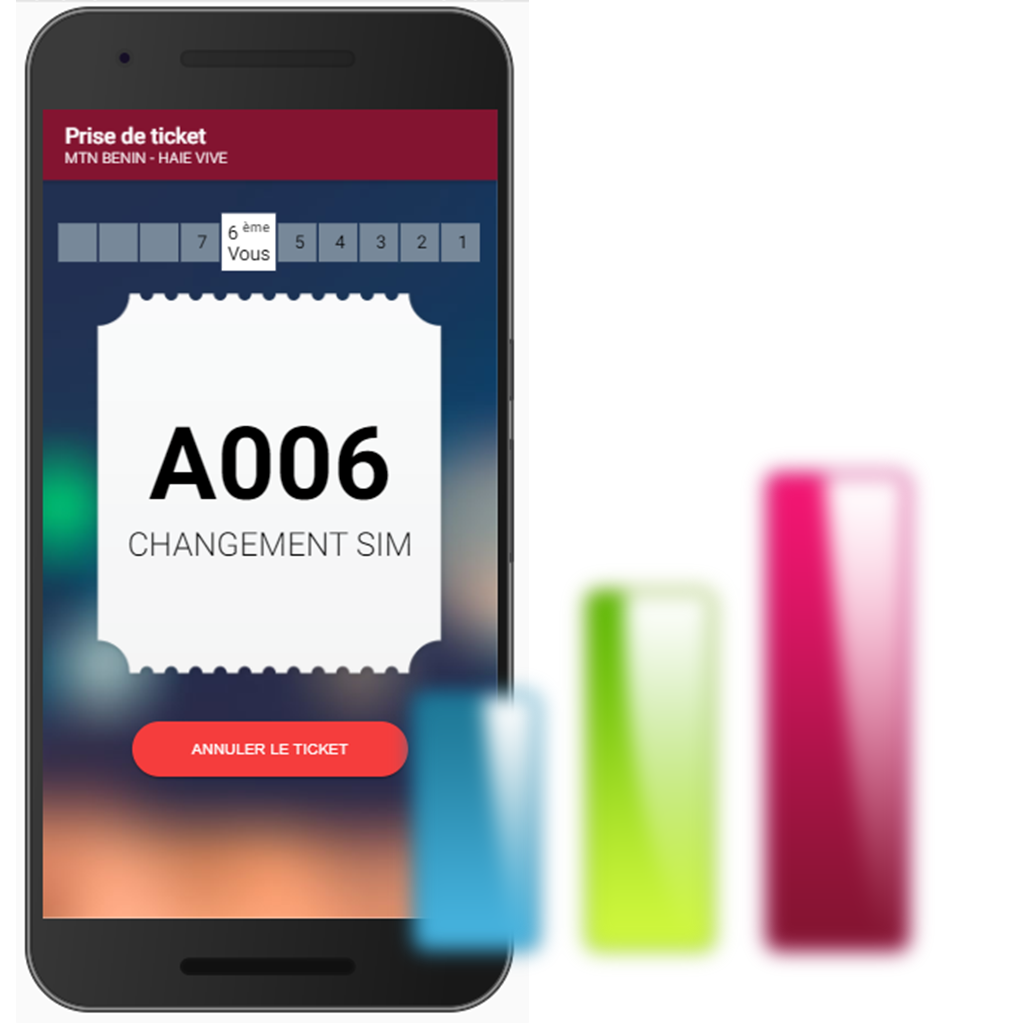 Prise de ticket
MTN BENIN - HAIE VIVE
7 6 ème Vous 5 4 3 2 1
A006
CHANGEMENT SIM
ANNULER LE TICKET